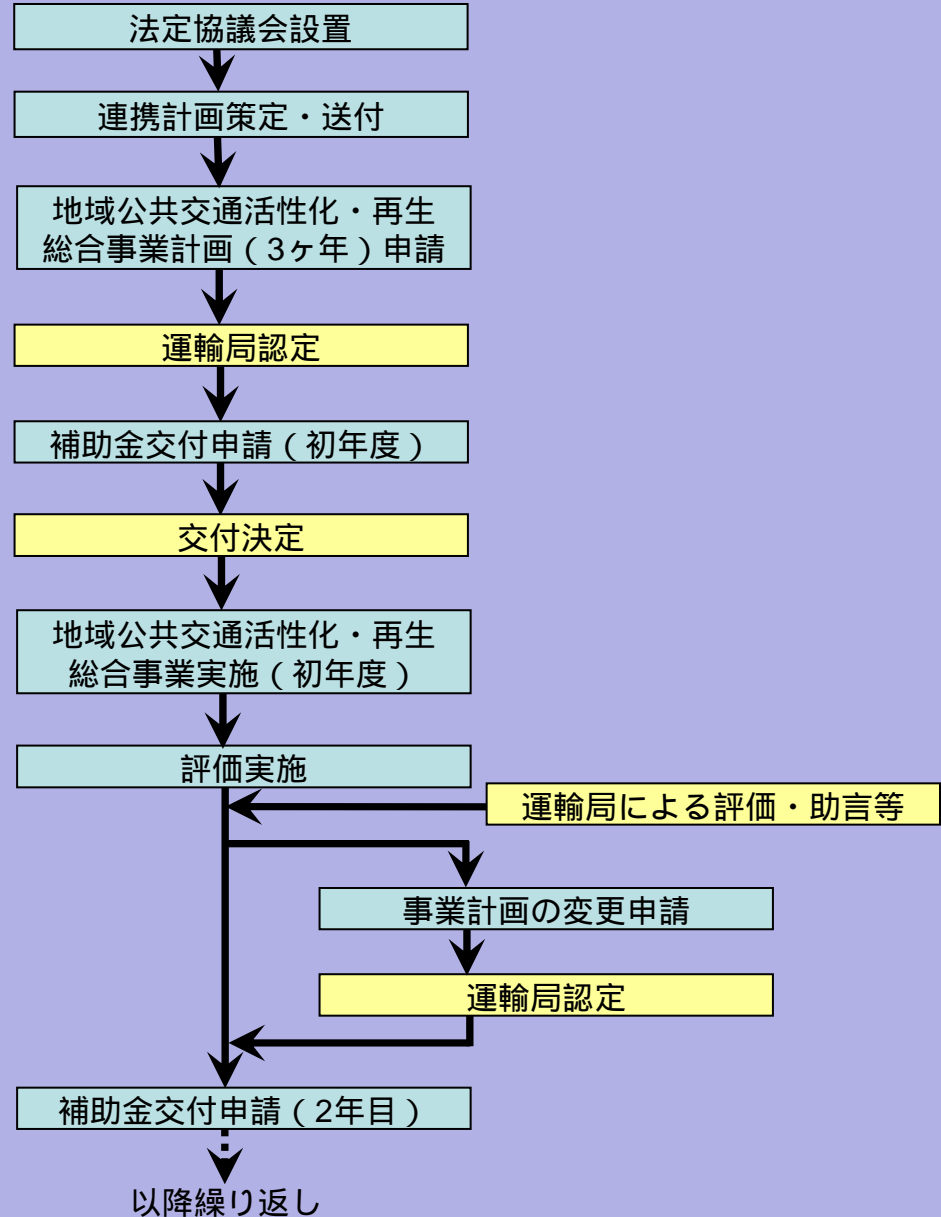 法定協議会設置
連携計画策定・送付
地域公共交通活性化・再生
総合事業計画（3ヶ年）申請
運輸局認定
補助金交付申請（初年度）
交付決定
地域公共交通活性化・再生
総合事業実施（初年度）
評価実施
運輸局による評価・助言等
事業計画の変更申請
運輸局認定
補助金交付申請（2年目）
以降繰り返し